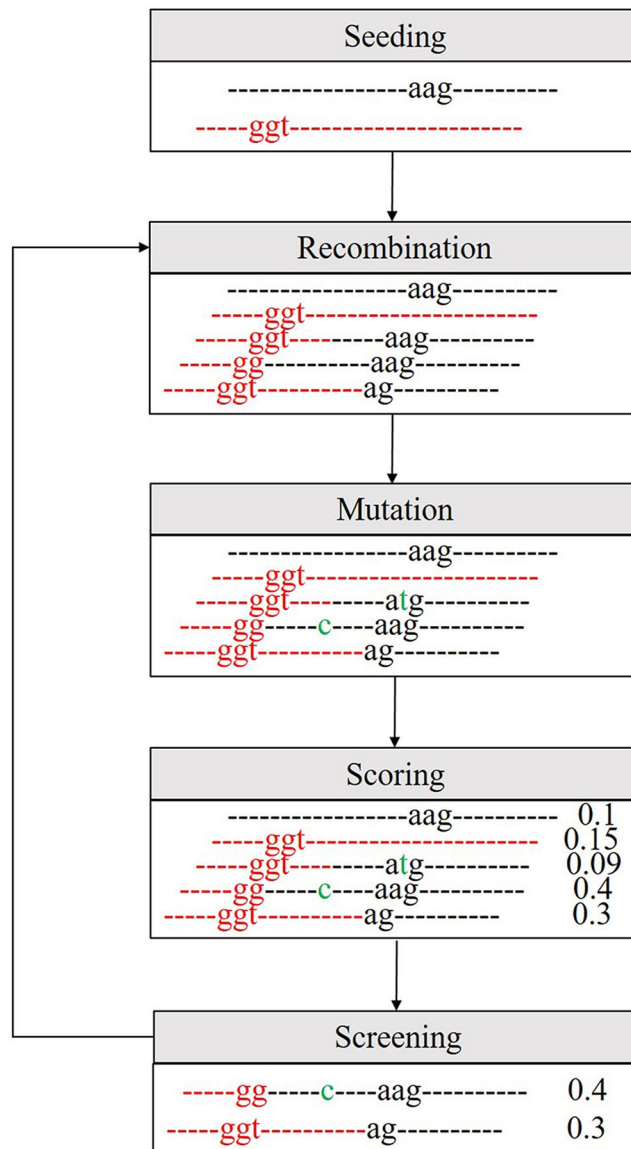 Seeding
--------------------aag------------
-----ggt--------------------------
Recombination
--------------------aag------------
------ggt--------------------------
------ggt-----------aag-------------
------gg------------aag-------------
------ggt-------------ag------------
Mutation
--------------------aag------------
------ggt--------------------------
------ggt-----------atg-------------
------gg------c-----aag------------
------ggt-------------ag------------
Scoring
--------------------aag------------ 0.1
------ggt-------------------------- 0.15
------ggt-----------atg------------- 0.09
------gg------c-----aag------------ 0.4
------ggt-------------ag------------ 0.3
Screening
------gg------c-----aag------------ 0.4
------ggt-------------ag------------ 0.3